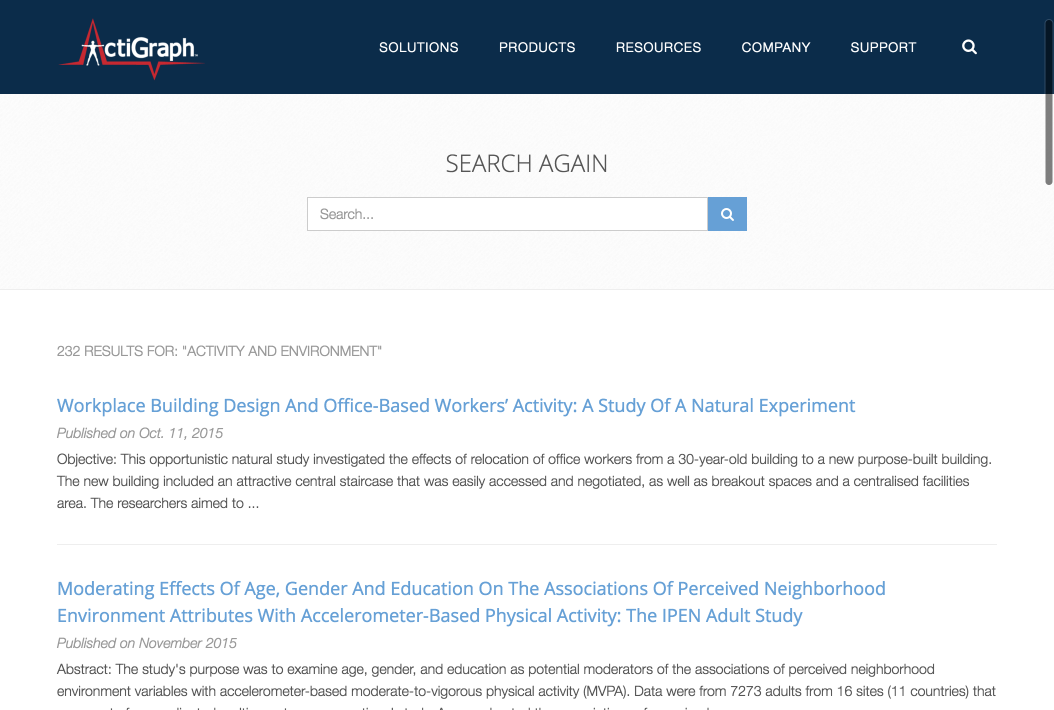 ActiGraph
SOLUTIONS PRODUCTS RESOURCES COMPANY SUPPORT
SEARCH AGAIN
Search...
232 RESULTS FOR: "ACTIVITY AND ENVIRONMENT"
Workplace Building Design And Office-Based Workers’ Activity: A Study Of A Natural Experiment
Published on Oct. 11, 2015
Objective: This opportunistic natural study investigated the effects of relocation of office workers from a 30-year-old building to a new purpose-built building.
The new building included an attractive central staircase that was easily accessed and negotiated, as well as breakout spaces and a centralised facilities
area. The researchers aimed to ...
Moderating Effects Of Age, Gender And Education On The Associations Of Perceived Neighborhood
Environment Attributes With Accelerometer-Based Physical Activity: The IPEN Adult Study
Published on November 2015
Abstract: The study's purpose was to examine age, gender, and education as potential moderators of the associations of perceived neighborhood
environment variables with accelerometer-based moderate-to-vigorous physical activity (MVPA). Data were from 7273 adults from 16 sites (11 countries) that